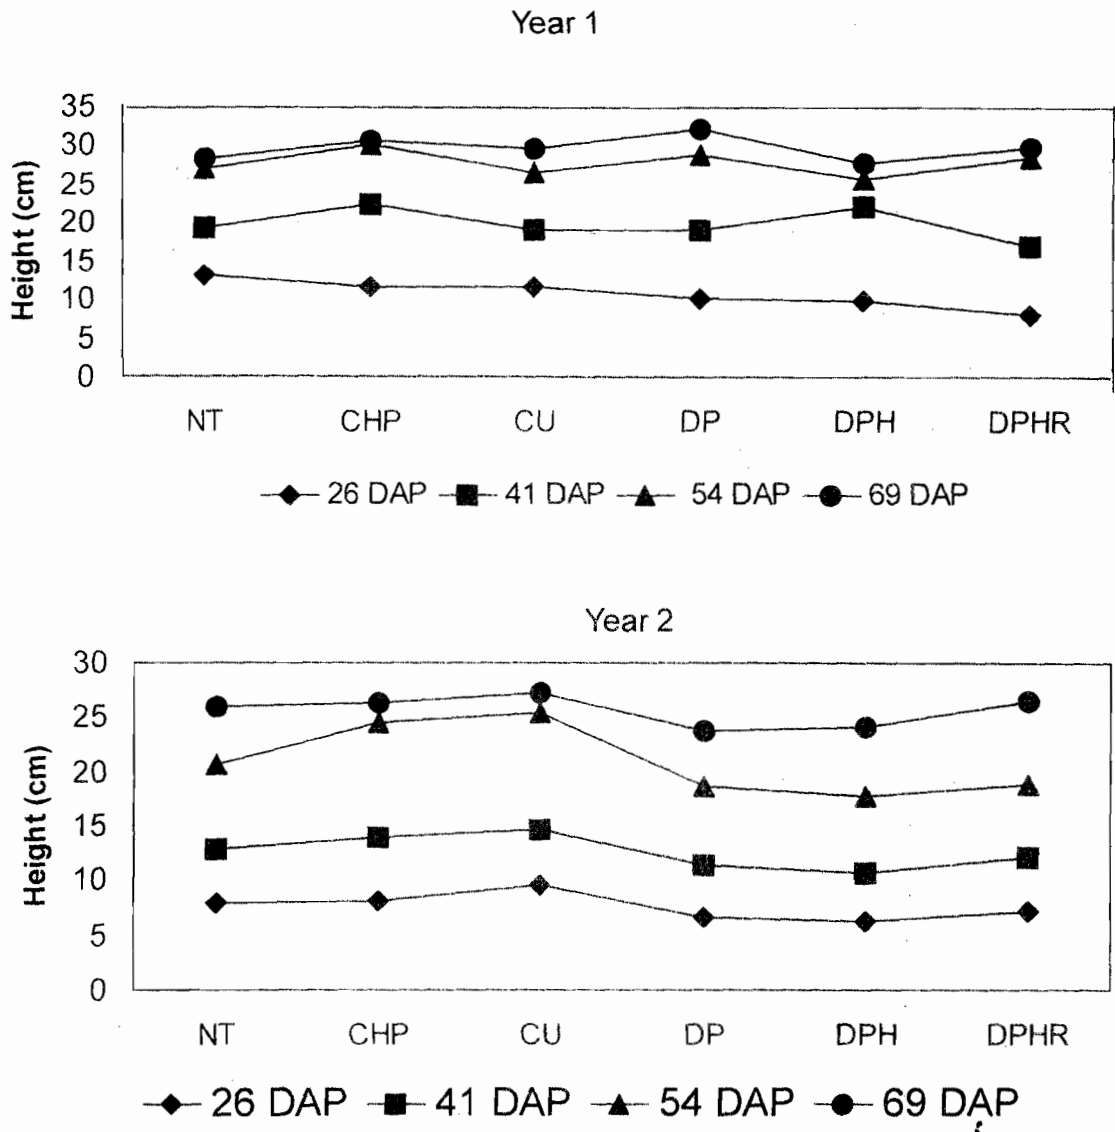 Year 1
35
30
25
20
15
10
5
0
Height (cm)
NT CHP CU DP DPH DPHR
26 DAP 41 DAP 54 DAP 69 DAP
Year 2
30
25
20
15
10
5
0
Height (cm)
NT CHP CU DP DPH DPHR
26 DAP 41 DAP 54 DAP 69 DAP